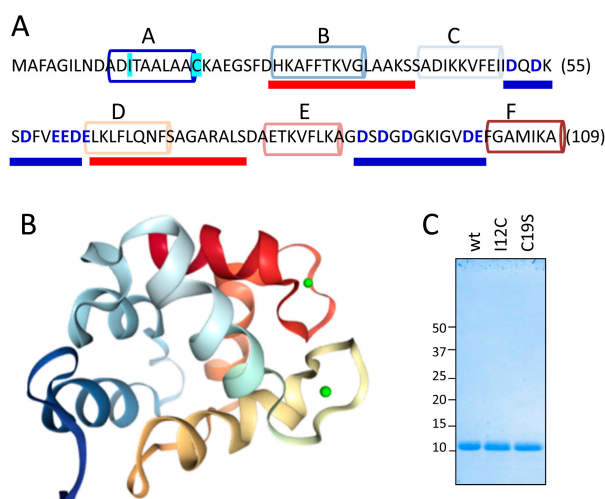 A
A B C
MAFAGILNDADITAALAACKAEGSFDHKAFFTKVGLAAKSSADIKKVFEIIDQDK (55)
D E F
SDFVEEDELKLFLQNFSAGARALSDAETKVFLKAGDSDGDGKIGVDEFGAMIKA (109)
B
C
wt
I12C
C19S
50
37
25
20
15
10